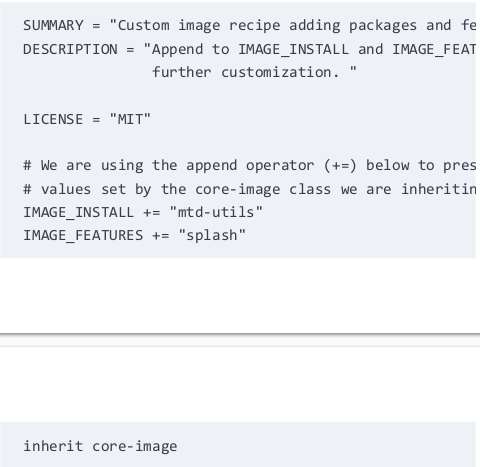 SUMMARY = "Custom image recipe adding packages and fe
DESCRIPTION = "Append to IMAGE_INSTALL and IMAGE_FEAT
further customization. "
LICENSE = "MIT"
# We are using the append operator (+=) below to pres
# values set by the core-image class we are inheritin
IMAGE_INSTALL += "mtd-utils"
IMAGE_FEATURES += "splash"
inherit core-image